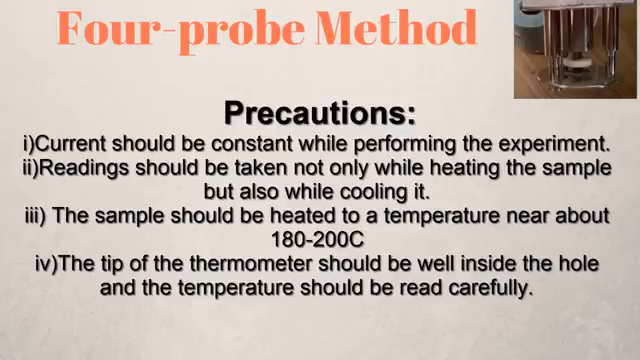 Four-probe Method
Precautions:
i)Current should be constant while performing the experiment.
ii)Readings should be taken not only while heating the sample
but also while cooling it.
iii) The sample should be heated to a temperature near about
180-200C
iv)The tip of the thermometer should be well inside the hole
and the temperature should be read carefully.